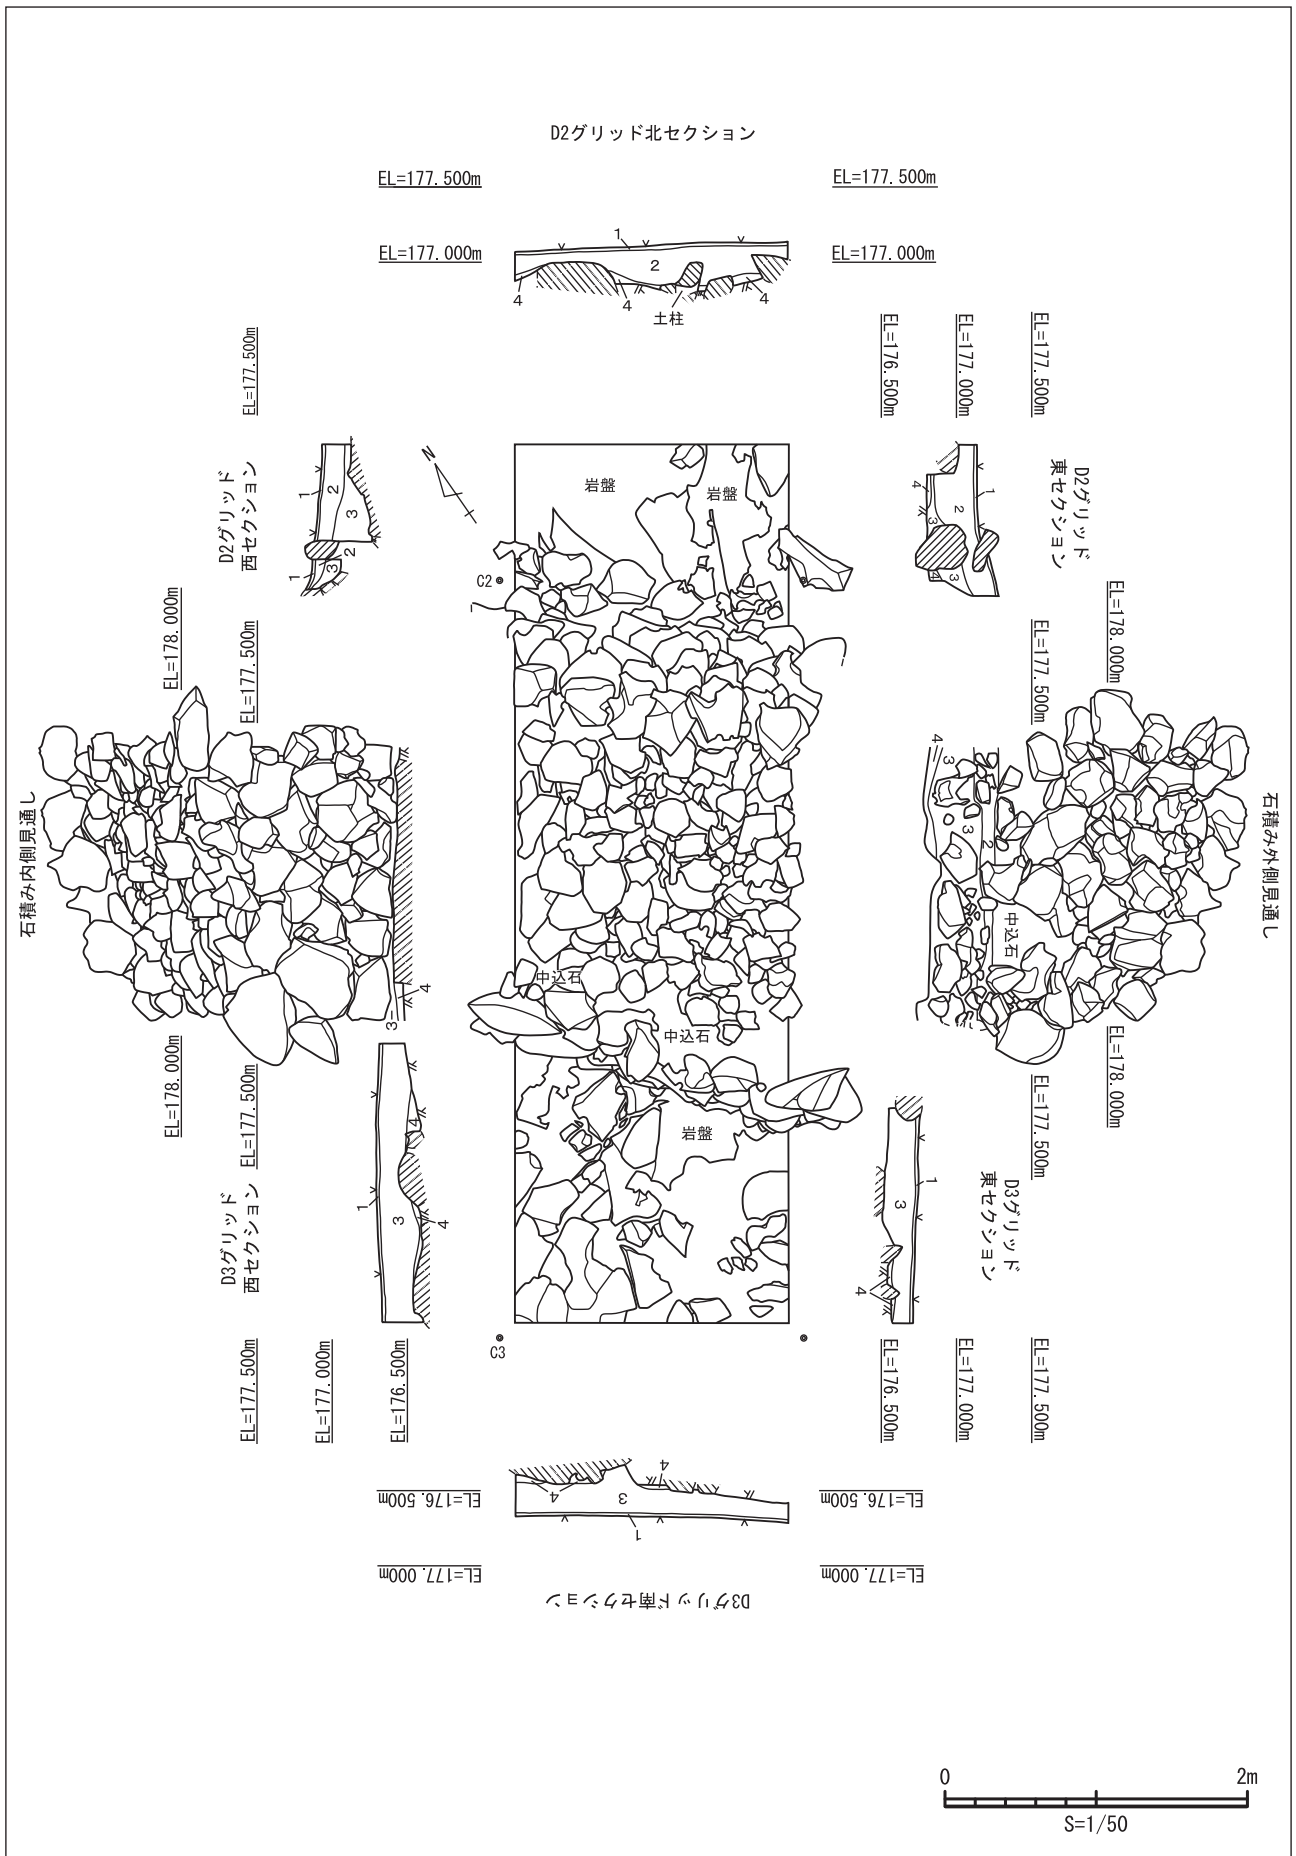 D2グリッド北セクション
EL=177.500m
EL=177.500m
EL=177.000m
EL=177.000m
1
2
4
4
4
土柱
EL=177.500m
EL=176.500m
EL=177.000m
EL=177.500m
D2グリッド
西セクション
1
2
3
2
1
3
N
岩盤
岩盤
4
3
2
1
4
3
D2グリッド
東セクション
C2
EL=178.000m
EL=177.500m
EL=177.500m
EL=178.000m
石積み内側見通し
3
4
4
3
3
2
中込石
石積み外側見通し
中込石
中込石
EL=178.000m
EL=177.500m
EL=177.500m
EL=178.000m
岩盤
D3グリッド
西セクション
1
4
3
4
3
1
4
D3グリッド
東セクション
C3
EL=177.500m
EL=177.000m
EL=176.500m
EL=176.500m
EL=177.000m
EL=177.500m
4
4
3
1
EL=176.500m
EL=176.500m
EL=177.000m
EL=177.000m
D3グリッド南セクション
0
2m
S=1/50